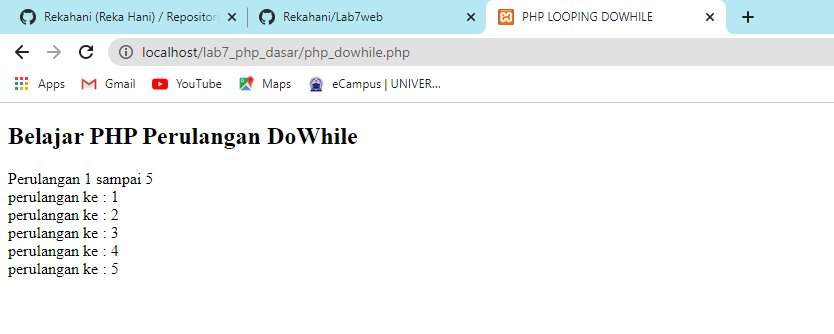 Rekahani (Reka Hani) / Repositor
Rekahani/Lab7web
PHP LOOPING DOWHILE
localhost/lab7_php_dasar/php_dowhile.php
Apps
Gmail
YouTube
Maps
eCampus | UNIVER...
Belajar PHP Perulangan DoWhile
Perulangan 1 sampai 5
perulangan ke : 1
perulangan ke : 2
perulangan ke : 3
perulangan ke : 4
perulangan ke : 5